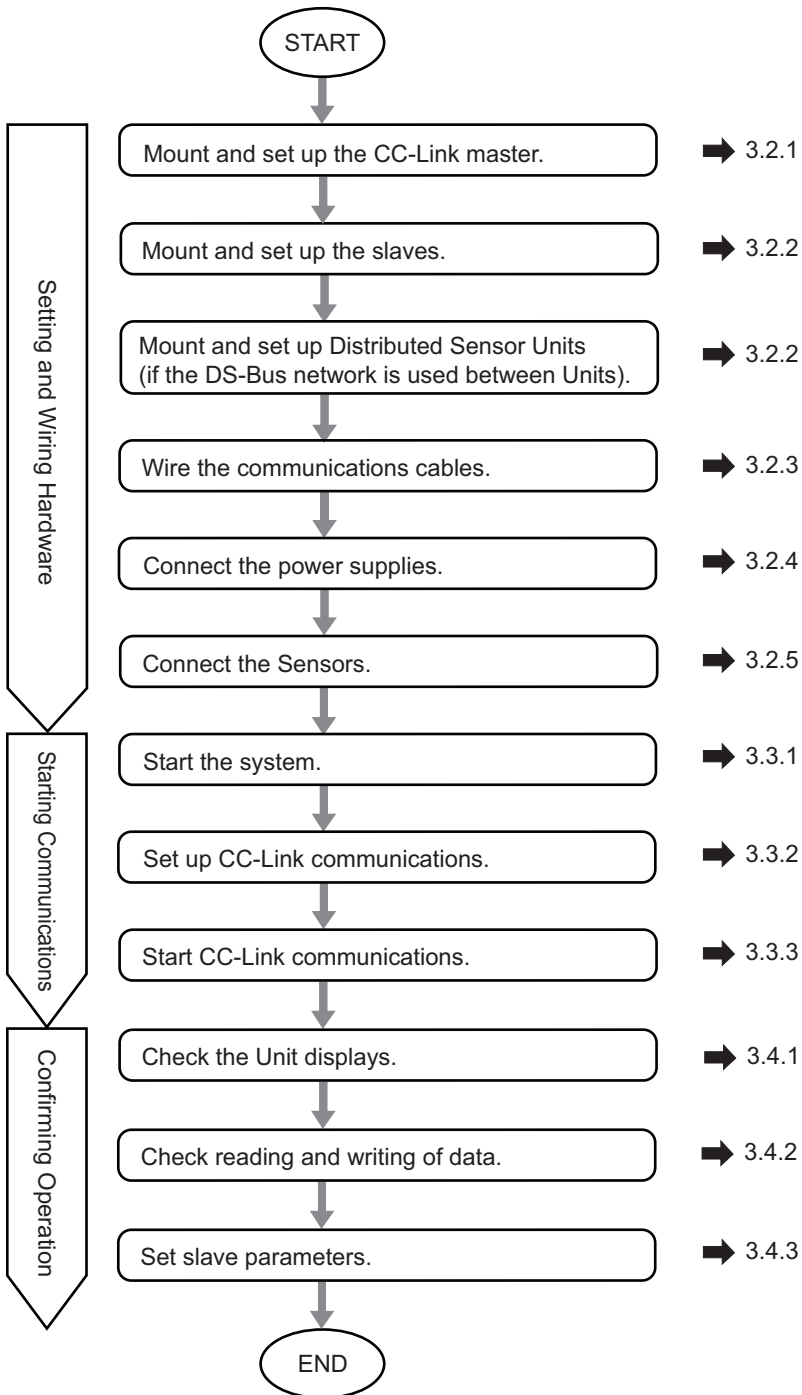 START
Setting and Wiring Hardware
Mount and set up the CC-Link master.
3.2.1
Mount and set up the slaves.
3.2.2
Mount and set up Distributed Sensor Units
(if the DS-Bus network is used between Units).
3.2.2
Wire the communications cables.
3.2.3
Connect the power supplies.
3.2.4
Connect the Sensors.
3.2.5
Starting Communications
Start the system.
3.3.1
Set up CC-Link communications.
3.3.2
Start CC-Link communications.
3.3.3
Confirming Operation
Check the Unit displays.
3.4.1
Check reading and writing of data.
3.4.2
Set slave parameters.
3.4.3
END